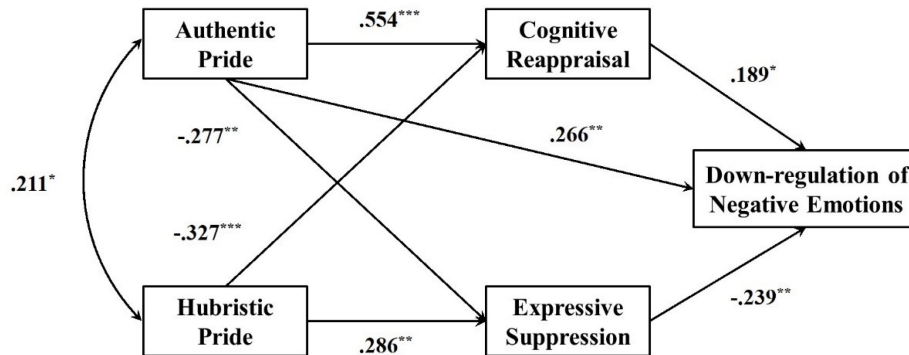 Authentic
Pride
.554***
Cognitive
Reappraisal
.189*
-.277**
.266**
.211*
Down-regulation of
Negative Emotions
-.327***
-.239**
Hubristic
Pride
.286**
Expressive
Suppression